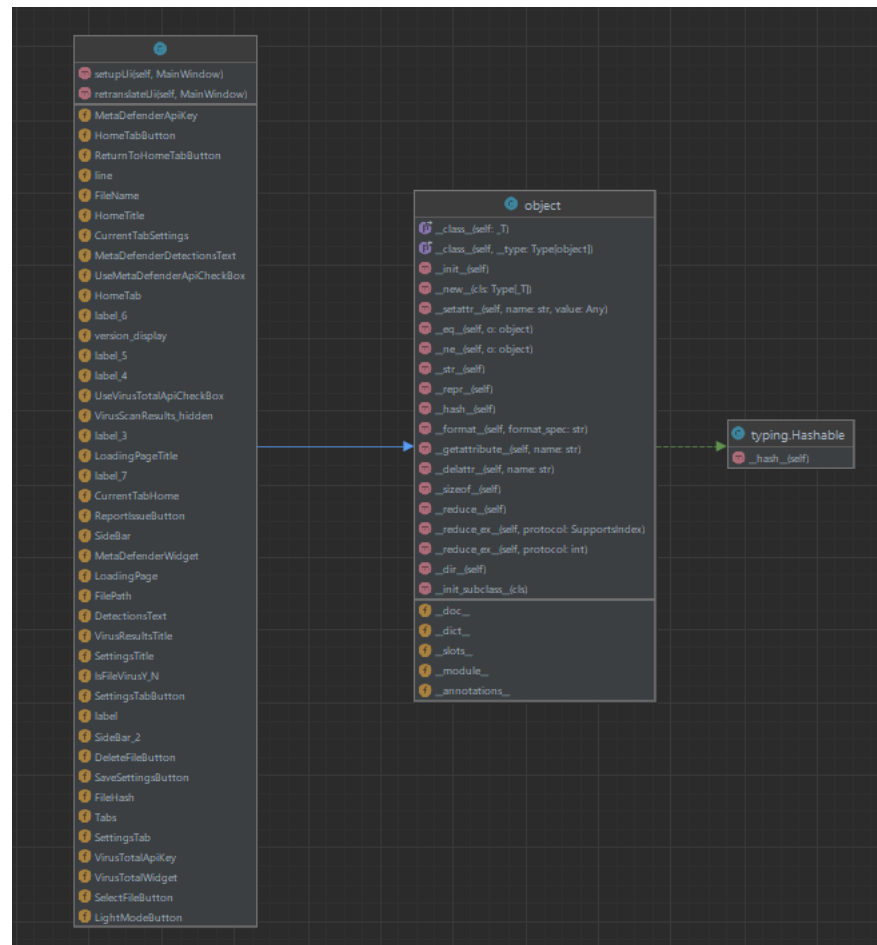 setupUi(self, MainWindow)
retranslateUi(self, MainWindow)
MetaDefenderApiKey
HomeTabButton
ReturnToHomeTabButton
line
FileName
HomeTitle
CurrentTabSettings
MetaDefenderDetectionsText
UseMetaDefenderApiCheckBox
HomeTab
label_6
version_display
label_5
label_4
UseVirusTotalApiCheckBox
VirusScanResults_hidden
label_3
LoadingPageTitle
label_7
CurrentTabHome
ReportIssueButton
SideBar
MetaDefenderWidget
LoadingPage
FilePath
DetectionsText
VirusResultsTitle
SettingsTitle
IsFileVirusY_N
SettingsTabButton
label
SideBar_2
DeleteFileButton
SaveSettingsButton
FileHash
Tabs
SettingsTab
VirusTotalApiKey
VirusTotalWidget
SelectFileButton
LightModeButton
object
__class__(self: _T)
__class__(self, __type: Type[object])
__init__(self)
__new__(cls: Type[_T])
__setattr__(self, name: str, value: Any)
__eq__(self, o: object)
__ne__(self, o: object)
__str__(self)
__repr__(self)
__hash__(self)
__format__(self, format_spec: str)
__getattribute__(self, name: str)
__delattr__(self, name: str)
__sizeof__(self)
__reduce__(self)
__reduce_ex__(self, protocol: SupportsIndex)
__reduce_ex__(self, protocol: int)
__dir__(self)
__init_subclass__(cls)
__doc__
__dict__
__slots__
__module__
__annotations__
typing.Hashable
__hash__(self)